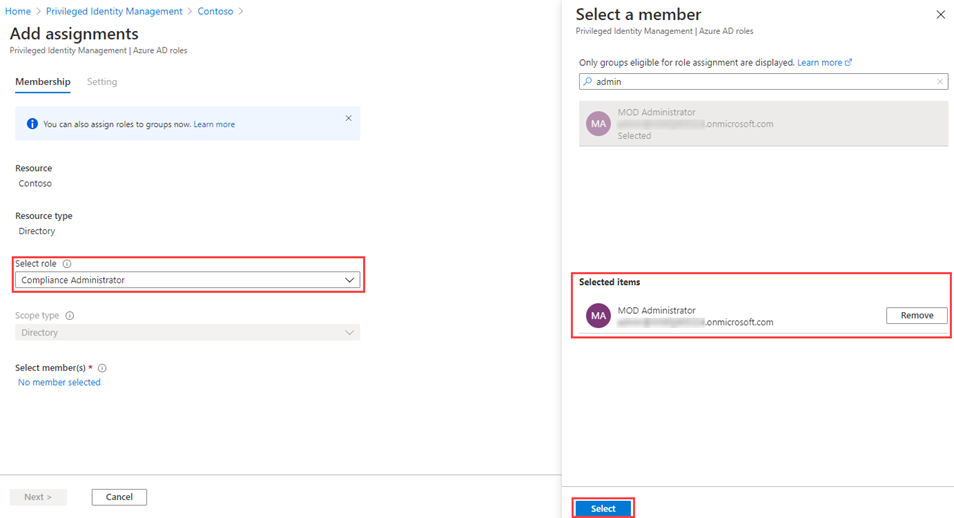 Home > Privileged Identity Management > Contoso >
Add assignments
Privileged Identity Management | Azure AD roles
Membership Setting
You can also assign roles to groups now. Learn more
Resource
Contoso
Resource type
Directory
Select role
Compliance Administrator
Scope type
Directory
Select member(s) *
No member selected
Next > Cancel
Select a member
Privileged Identity Management | Azure AD roles
Only groups eligible for role assignment are displayed. Learn more
admin
MA MOD Administrator
.onmicrosoft.com
Selected
Selected items
MA MOD Administrator
.onmicrosoft.com
Remove
Select